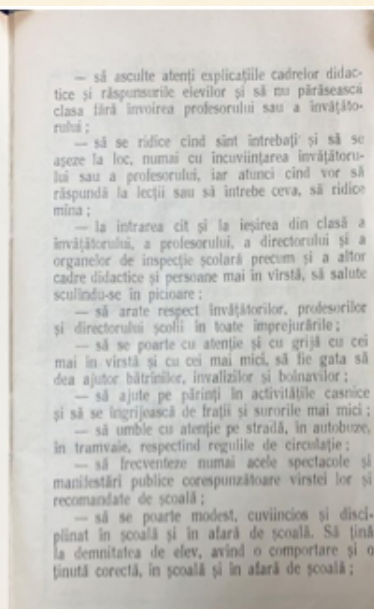 — să asculte atenți explicațiile cadrelor didac-
tice și răspunsurile elevilor și să nu părăsească
clasa fără învoirea profesorului sau a învățăto-
rului ;
— să se ridice cînd sînt întrebați și să se
așeze la loc, numai cu încuviințarea învățătoru-
lui sau a profesorului, iar atunci cînd vor să
răspundă la lecții sau să întrebe ceva, să ridice
mîna ;
— la intrarea cît și la ieșirea din clasă a
învățătorului, a profesorului, a directorului și a
organelor de inspecție școlară precum și a altor
cadre didactice și persoane mai în vîrstă, să salute
sculîndu-se în picioare ;
— să arate respect învățătorilor, profesorilor
și directorului școlii în toate împrejurările ;
— să se poarte cu atenție și cu grijă cu cei
mai în vîrstă și cu cei mai mici, să fie gata să
dea ajutor bătrînilor, invalizilor și bolnavilor ;
— să ajute pe părinți în activitățile casnice
și să se îngrijească de frații și surorile mai mici ;
— să umble cu atenție pe stradă, în autobuze,
în tramvaie, respectînd regulile de circulație ;
— să frecventeze numai acele spectacole și
manifestări publice corespunzătoare vîrstei lor și
recomandate de școală ;
— să se poarte modest, cuviincios și disci-
plinat în școală și în afară de școală. Să țină
la demnitatea de elev, avînd o comportare și o
ținută corectă, în școală și în afară de școală ;